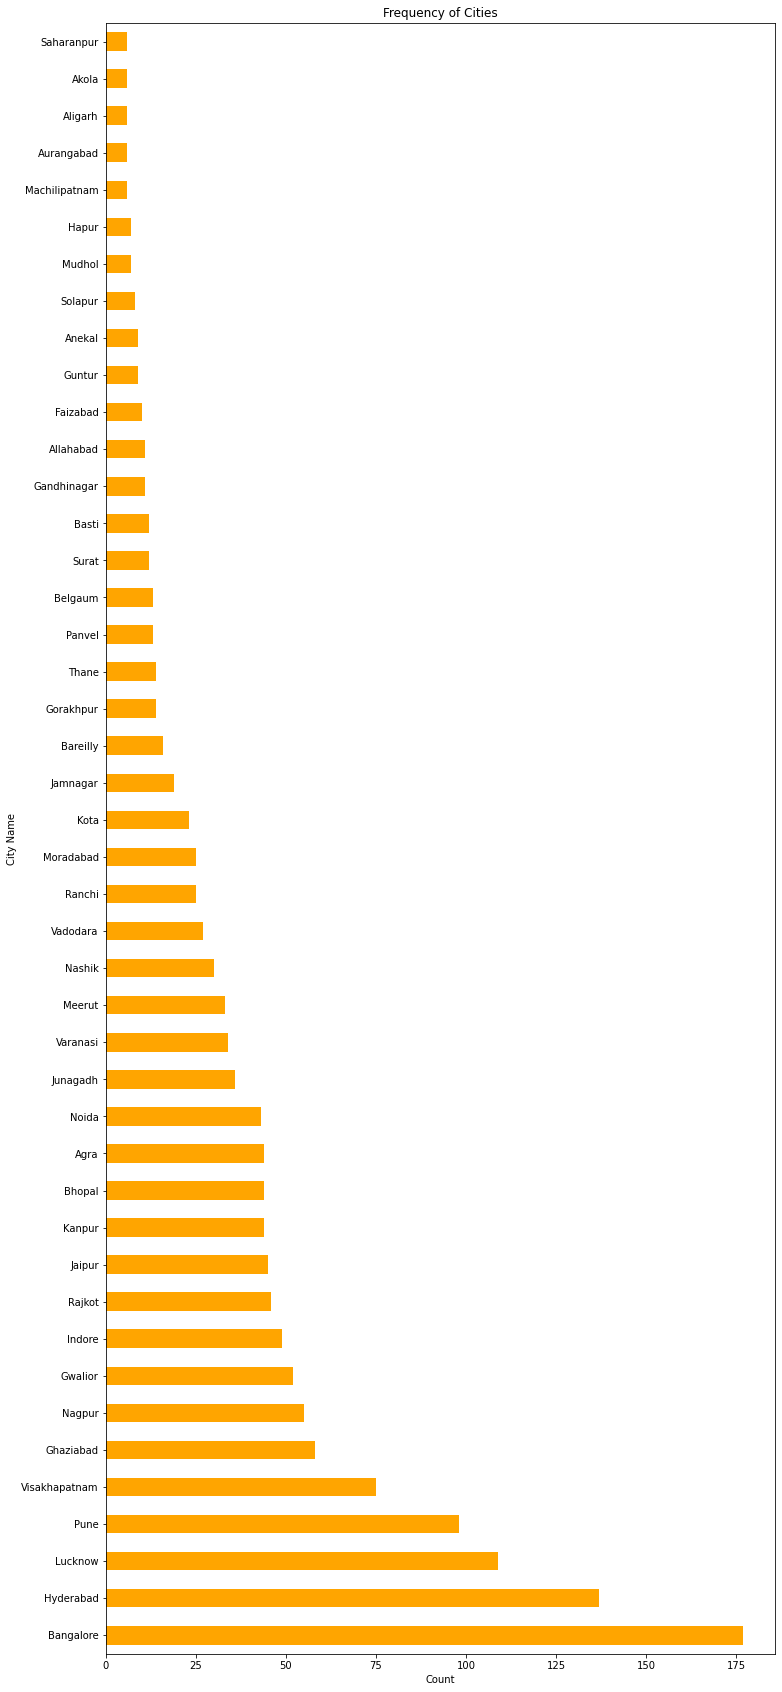 Frequency of Cities
Saharanpur
Akola
Aligarh
Aurangabad
Machilipatnam
Hapur
Mudhol
Solapur
Anekal
Guntur
Faizabad
Allahabad
Gandhinagar
Basti
Surat
Belgaum
Panvel
Thane
Gorakhpur
Bareilly
Jamnagar
Kota
Moradabad
Ranchi
Vadodara
Nashik
Meerut
Varanasi
Junagadh
Noida
Agra
Bhopal
Kanpur
Jaipur
Rajkot
Indore
Gwalior
Nagpur
Ghaziabad
Visakhapatnam
Pune
Lucknow
Hyderabad
Bangalore
City Name
0 25 50 75 100 125 150 175
Count